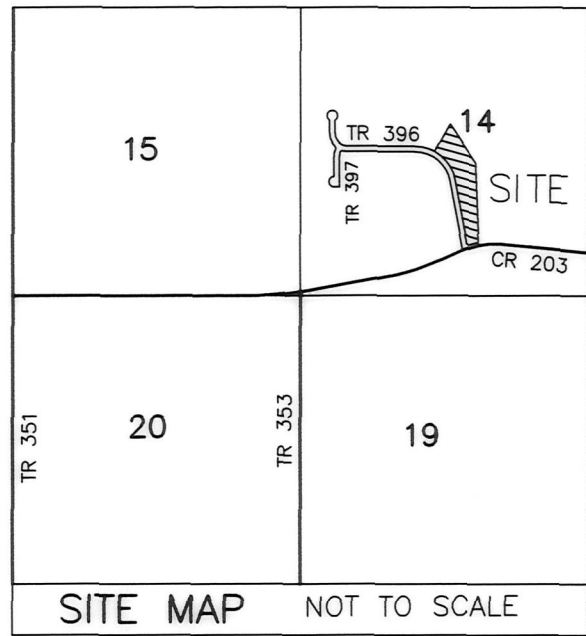 15
14
TR 396
TR 397
SITE
CR 203
TR 351
20
TR 353
19
SITE MAP NOT TO SCALE